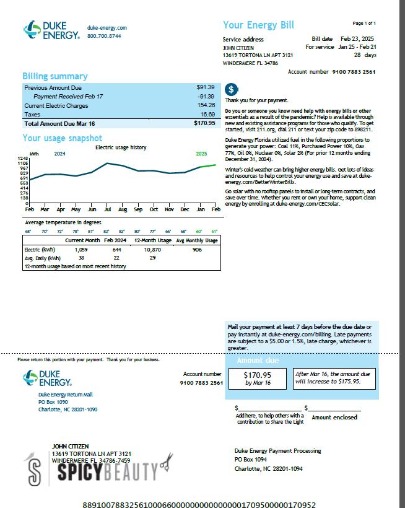 DUKE ENERGY.
duke-energy.com
800.700.8744
Your Energy Bill
Page 1 of 1
Service address
JOHN CITIZEN
13619 TORTONA LN APT 3121
WINDERMERE FL 34786
Bill date Feb 23, 2025
For service Jan 25 - Feb 21
28 days
Account number 9100 7883 2561
Billing summary
Previous Amount Due $91.39
Payment Received Feb 17 -91.39
Current Electric Charges 154.26
Taxes 16.69
Total Amount Due Mar 16 $170.95
$
Thank you for your payment.
Do you or someone you know need help with energy bills or other
essentials as a result of the pandemic? Help is available through
new and existing assistance programs for those who qualify. To get
started, visit 211.org, dial 211 or text your zip code to 898211.
Duke Energy Florida utilized fuel in the following proportions to
generate your power: Coal 11%, Purchased Power 10%, Gas
77%, Oil 0%, Nuclear 0%, Solar 2% (For prior 12 months ending
December 31, 2024).
Winter's cold weather can bring higher energy bills. Get lots of ideas
and resources to help control your energy use and save at duke-
energy.com/BetterWinterBills.
Go solar with no rooftop panels to install or long-term contracts, and
save over time. Whether you rent or own your home, support clean
energy by enrolling at duke-energy.com/CECSolar.
Your usage snapshot
Electric usage history
kWh 2024 2025
Feb Mar Apr May Jun Jul Aug Sep Oct Nov Dec Jan Feb
Average temperature in degrees
Current Month Feb 2024 12-Month Usage Avg Monthly Usage
Electric (kWh) 1,059 644 10,870 906
Avg. Daily (kWh) 38 22 29
12-month usage based on most recent history
Mail your payment at least 7 days before the due date or
pay instantly at duke-energy.com/billing. Late payments
are subject to a $5.00 or 1.5%, late charge, whichever is
greater.
Please return this portion with your payment. Thank you for your business.
Amount due
DUKE ENERGY.
Account number
9100 7883 2561
$170.95
by Mar 16
After Mar 16, the amount due
will increase to $175.95.
Duke Energy Return Mail
PO Box 1090
Charlotte, NC 28201-1090
$ $
Add here, to help others with a
contribution to Share the Light
Amount enclosed
JOHN CITIZEN
13619 TORTONA LN APT 3121
WINDERMERE FL 34786-7459
SPICYBEAUTY
Duke Energy Payment Processing
PO Box 1094
Charlotte, NC 28201-1094